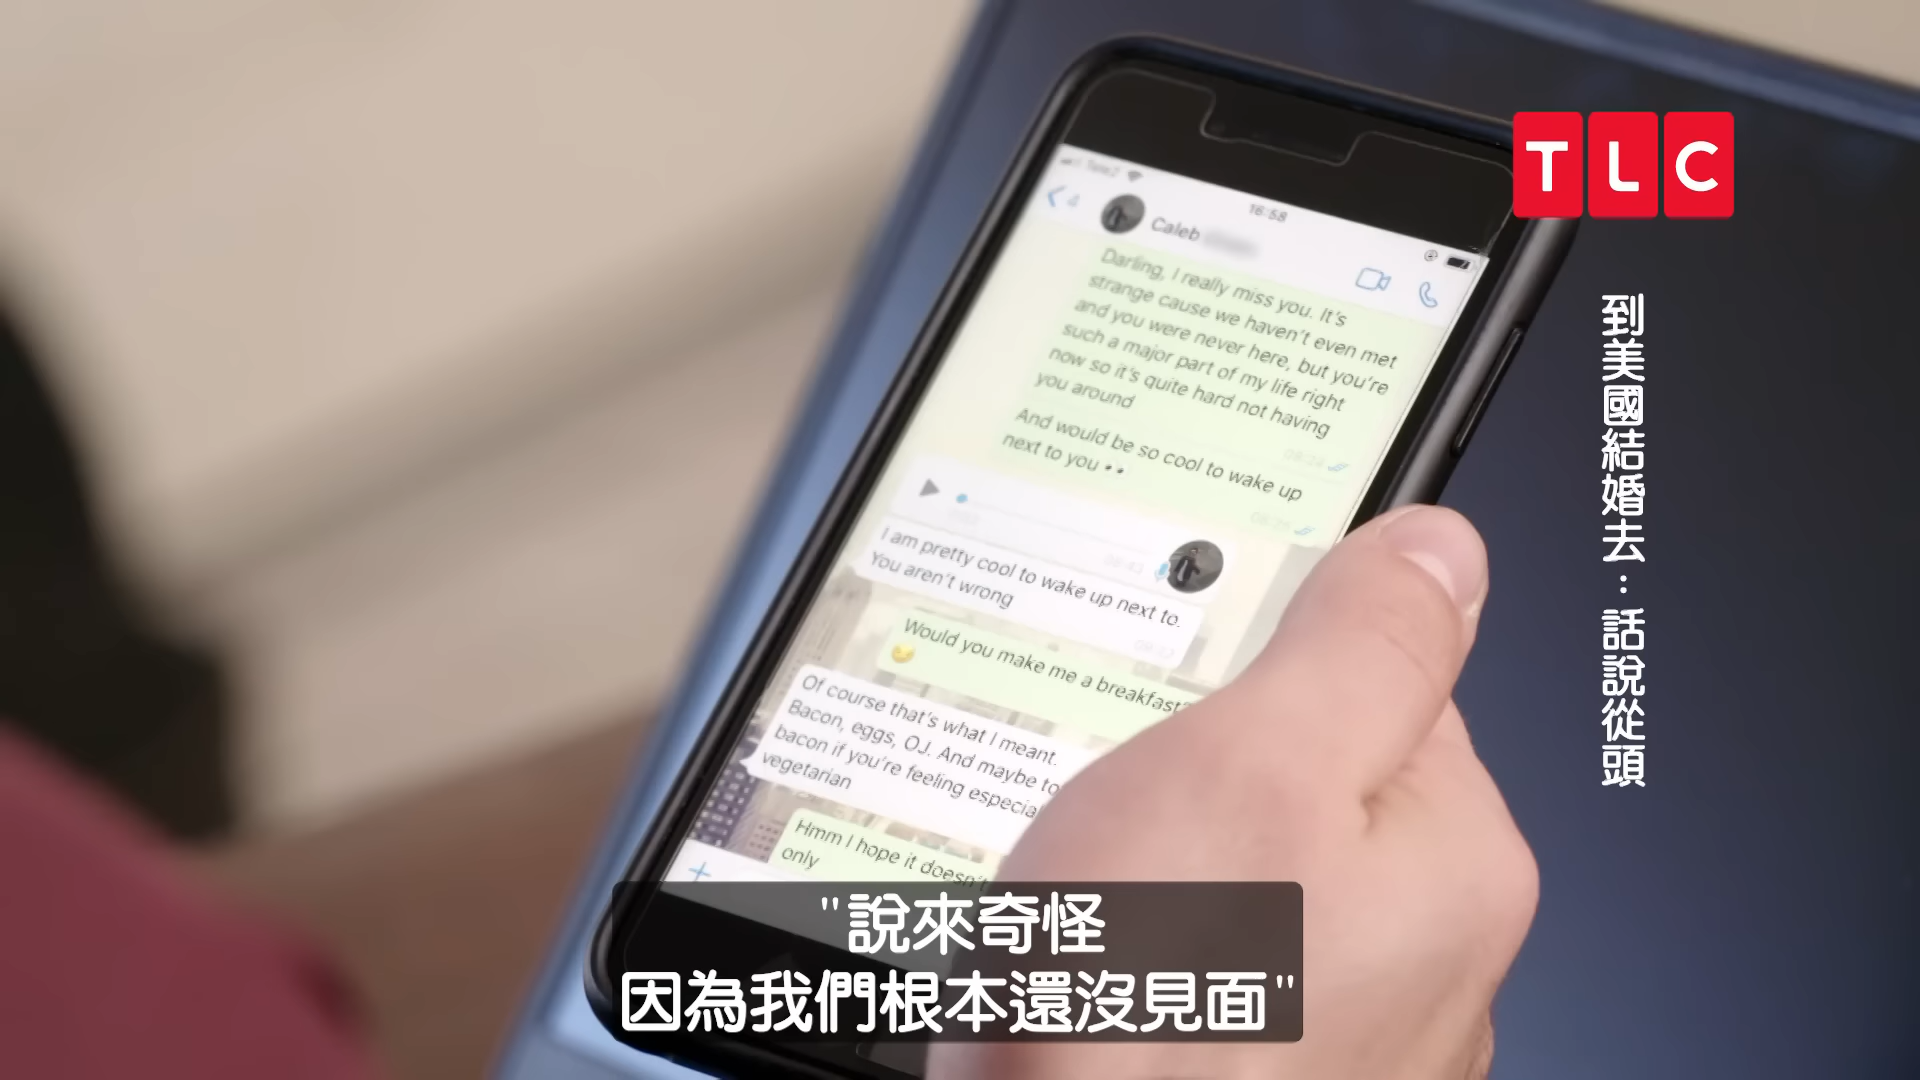 TLC
到美國結婚去：話說從頭
Tele2
16:58
4
Caleb
Darling, I really miss you. It's
strange cause we haven't even met
and you were never here, but you're
such a major part of my life right
now so it's quite hard not having
you around
And would be so cool to wake up
next to you
I am pretty cool to wake up next to.
You aren't wrong
Would you make me a breakfast?
Of course that's what I meant.
Bacon, eggs, O.J. And maybe
bacon if you're feeling
vegetarian
Hmm I hope it doesn't
only
"說來奇怪
因為我們根本還沒見面"